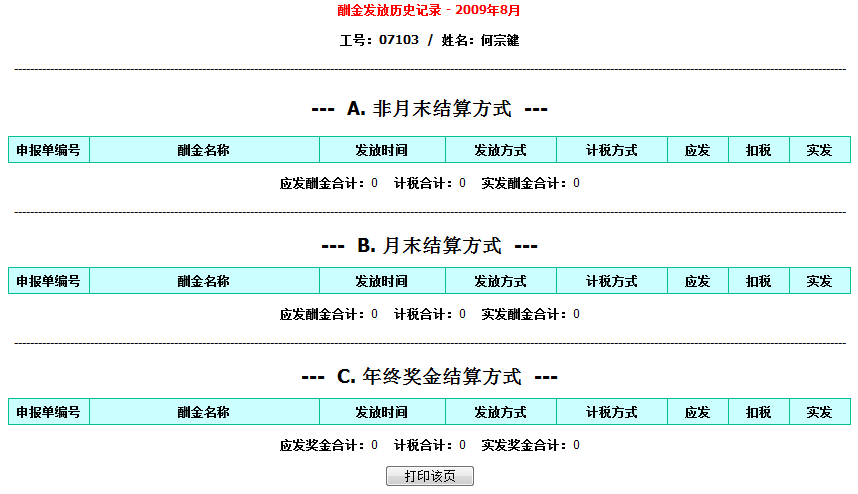 酬金发放历史记录 - 2009年8月
工号：07103 / 姓名：何宗键
--- A. 非月末结算方式 ---
申报单编号 酬金名称 发放时间 发放方式 计税方式 应发 扣税 实发
应发酬金合计：0 计税合计：0 实发酬金合计：0
--- B. 月末结算方式 ---
申报单编号 酬金名称 发放时间 发放方式 计税方式 应发 扣税 实发
应发酬金合计：0 计税合计：0 实发酬金合计：0
--- C. 年终奖金结算方式 ---
申报单编号 酬金名称 发放时间 发放方式 计税方式 应发 扣税 实发
应发奖金合计：0 计税合计：0 实发奖金合计：0
打印该页